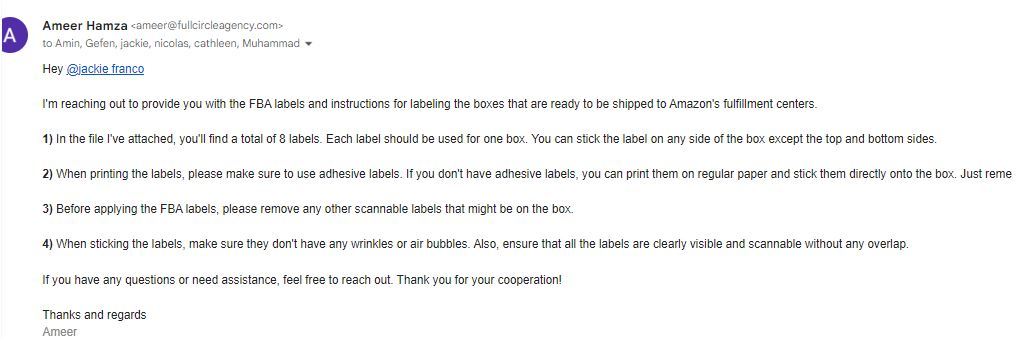 A
Ameer Hamza <ameer@fullcircleagency.com>
to Amin, Gefen, jackie, nicolas, cathleen, Muhammad
Hey @jackie franco
I'm reaching out to provide you with the FBA labels and instructions for labeling the boxes that are ready to be shipped to Amazon's fulfillment centers.
1) In the file I've attached, you'll find a total of 8 labels. Each label should be used for one box. You can stick the label on any side of the box except the top and bottom sides.
2) When printing the labels, please make sure to use adhesive labels. If you don't have adhesive labels, you can print them on regular paper and stick them directly onto the box. Just reme
3) Before applying the FBA labels, please remove any other scannable labels that might be on the box.
4) When sticking the labels, make sure they don't have any wrinkles or air bubbles. Also, ensure that all the labels are clearly visible and scannable without any overlap.
If you have any questions or need assistance, feel free to reach out. Thank you for your cooperation!
Thanks and regards
Ameer